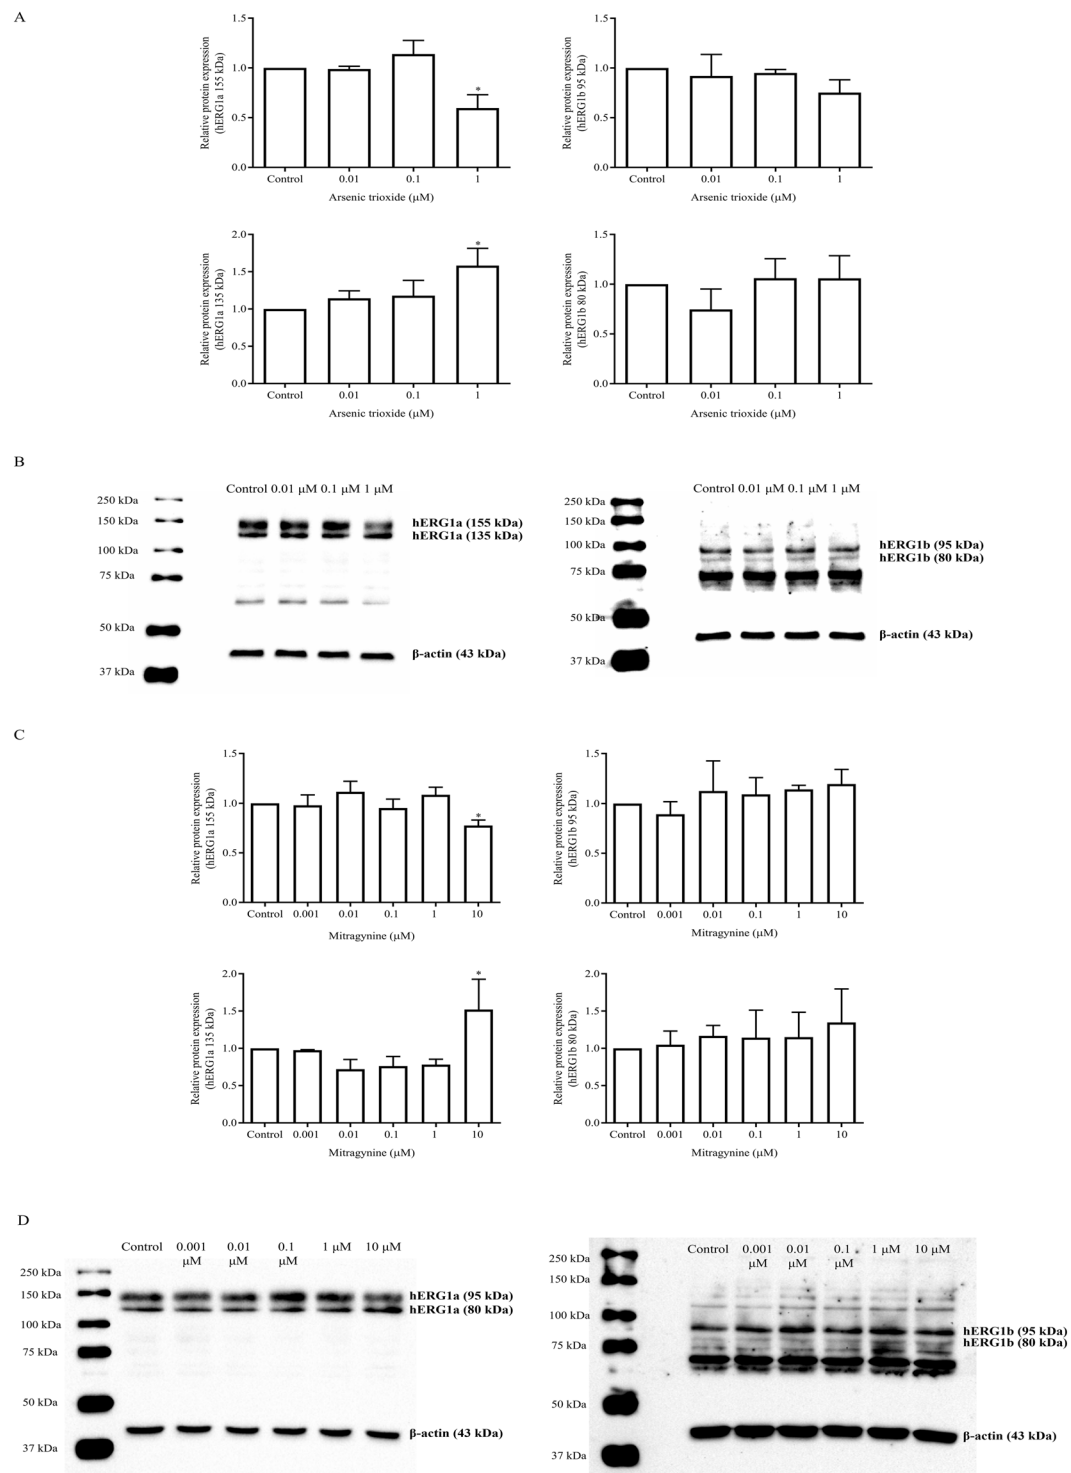 A
Relative protein expression
(hERG1a 155 kDa)
1.5
1.0
0.5
0.0
*
Control 0.01 0.1 1
Arsenic trioxide (μM)
Relative protein expression
(hERG1b 95 kDa)
1.5
1.0
0.5
0.0
Control 0.01 0.1 1
Arsenic trioxide (μM)
Relative protein expression
(hERG1a 135 kDa)
2.0
1.5
1.0
0.5
0.0
*
Control 0.01 0.1 1
Arsenic trioxide (μM)
Relative protein expression
(hERG1b 80 kDa)
1.5
1.0
0.5
0.0
Control 0.01 0.1 1
Arsenic trioxide (μM)
B
Control 0.01 μM 0.1 μM 1 μM
250 kDa
150 kDa
100 kDa
75 kDa
50 kDa
37 kDa
hERG1a (155 kDa)
hERG1a (135 kDa)
β-actin (43 kDa)
Control 0.01 μM 0.1 μM 1 μM
250 kDa
150 kDa
100 kDa
75 kDa
50 kDa
37 kDa
hERG1b (95 kDa)
hERG1b (80 kDa)
β-actin (43 kDa)
C
Relative protein expression
(hERG1a 155 kDa)
1.5
1.0
0.5
0.0
*
Control 0.001 0.01 0.1 1 10
Mitragynine (μM)
Relative protein expression
(hERG1b 95 kDa)
1.5
1.0
0.5
0.0
Control 0.001 0.01 0.1 1 10
Mitragynine (μM)
Relative protein expression
(hERG1a 135 kDa)
2.0
1.5
1.0
0.5
0.0
*
Control 0.001 0.01 0.1 1 10
Mitragynine (μM)
Relative protein expression
(hERG1b 80 kDa)
2.0
1.5
1.0
0.5
0.0
Control 0.001 0.01 0.1 1 10
Mitragynine (μM)
D
Control 0.001 0.01 0.1 1 μM 10 μM
μM μM μM
250 kDa
150 kDa
100 kDa
75 kDa
50 kDa
37 kDa
hERG1a (95 kDa)
hERG1a (80 kDa)
β-actin (43 kDa)
Control 0.001 0.01 0.1 1 μM 10 μM
μM μM μM
250 kDa
150 kDa
100 kDa
75 kDa
50 kDa
37 kDa
hERG1b (95 kDa)
hERG1b (80 kDa)
β-actin (43 kDa)